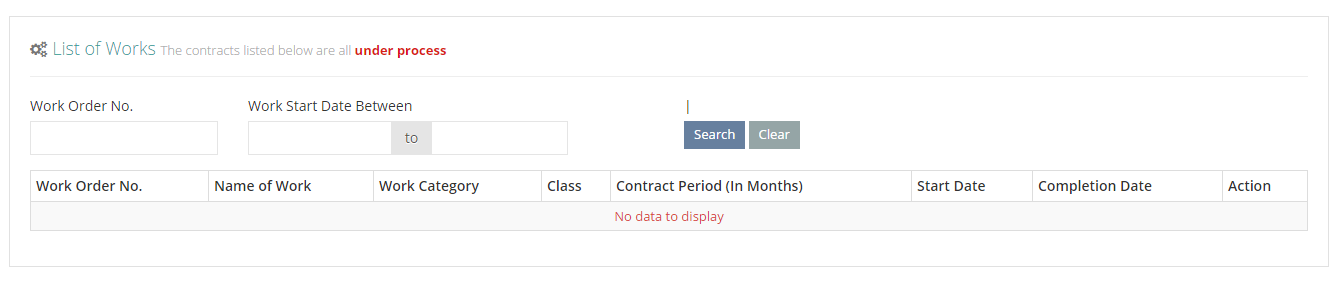 List of Works The contracts listed below are all under process
Work Order No. Work Start Date Between |
to Search Clear
Work Order No. Name of Work Work Category Class Contract Period (In Months) Start Date Completion Date Action
No data to display